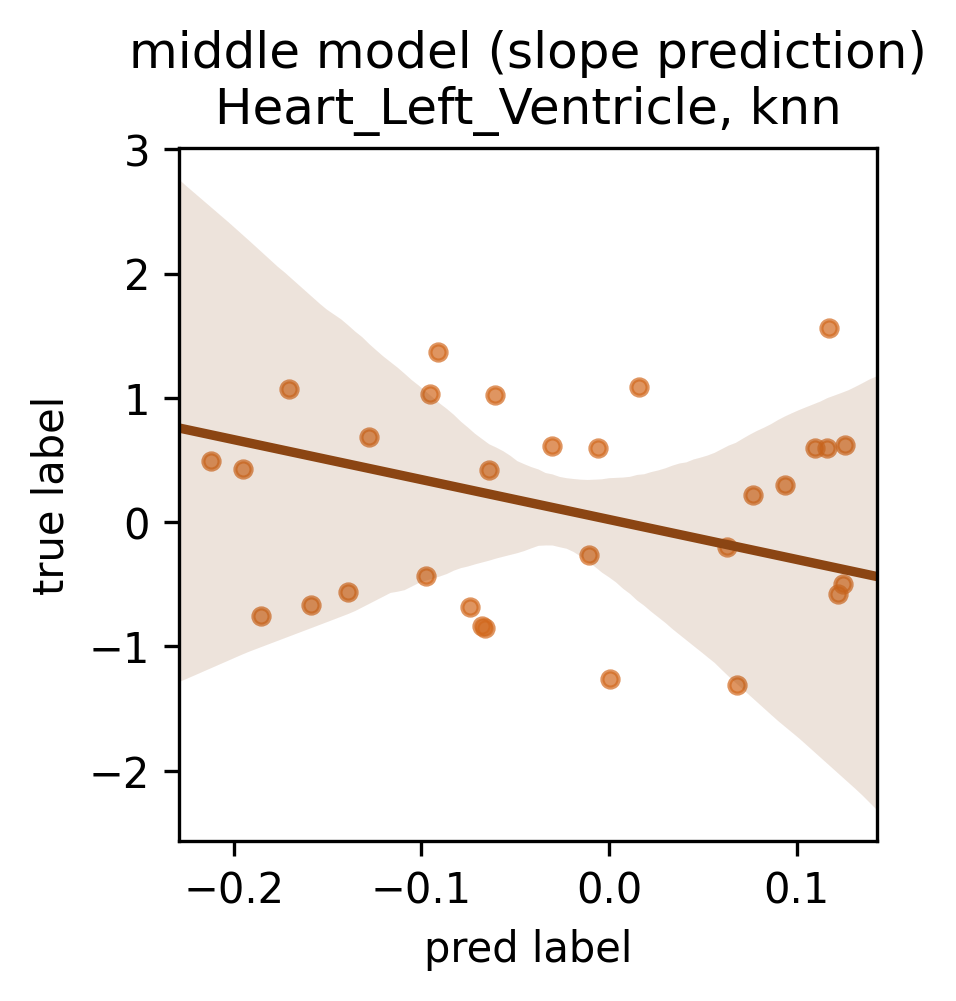 middle model (slope prediction)
Heart_Left_Ventricle, knn
3
2
1
0
−1
−2
true label
−0.2
−0.1
0.0
0.1
pred label